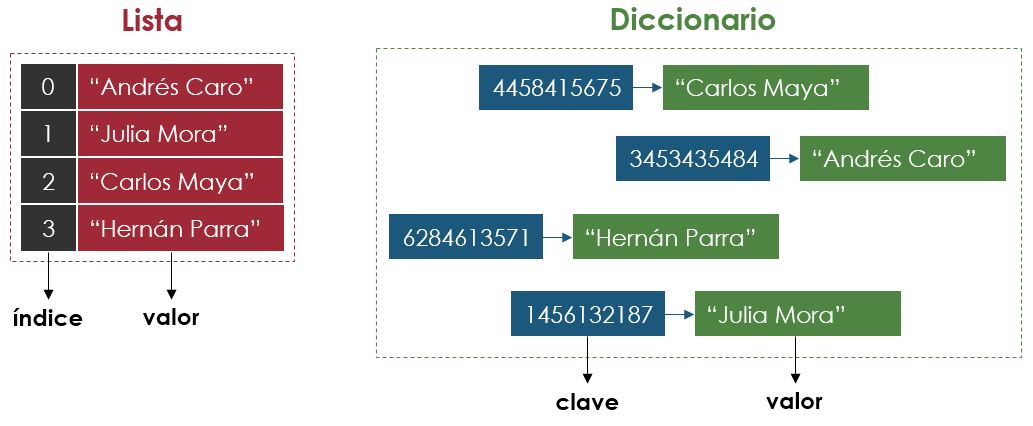 Lista
0 “Andrés Caro”
1 “Julia Mora”
2 “Carlos Maya”
3 “Hernán Parra”
índice valor
Diccionario
4458415675 “Carlos Maya”
3453435484 “Andrés Caro”
6284613571 “Hernán Parra”
1456132187 “Julia Mora”
clave valor